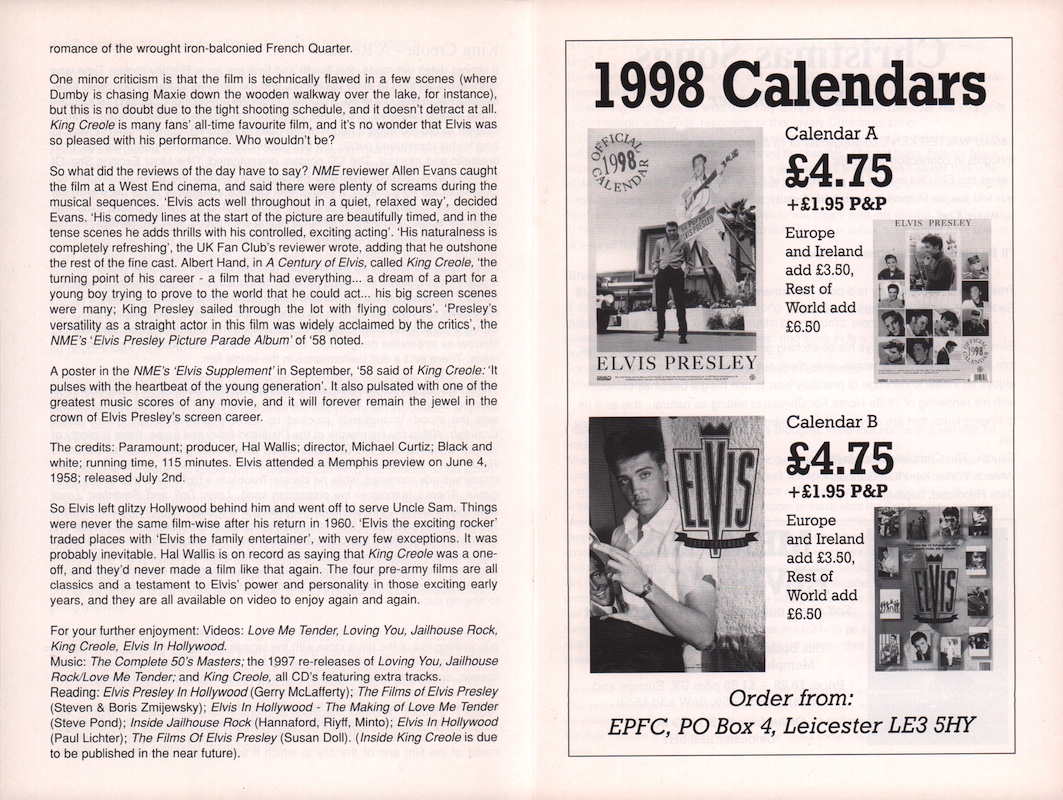 romance of the wrought iron-balconied French Quarter.
One minor criticism is that the film is technically flawed in a few scenes (where
Dumby is chasing Maxie down the wooden walkway over the lake, for instance),
but this is no doubt due to the tight shooting schedule, and it doesn't detract at all.
King Creole is many fans' all-time favourite film, and it's no wonder that Elvis was
so pleased with his performance. Who wouldn't be?
So what did the reviews of the day have to say? NME reviewer Allen Evans caught
the film at a West End cinema, and said there were plenty of screams during the
musical sequences. 'Elvis acts well throughout in a quiet, relaxed way', decided
Evans. 'His comedy lines at the start of the picture are beautifully timed, and in the
tense scenes he adds thrills with his controlled, exciting acting'. 'His naturalness is
completely refreshing', the UK Fan Club's reviewer wrote, adding that he outshone
the rest of the fine cast. Albert Hand, in A Century of Elvis, called King Creole, 'the
turning point of his career - a film that had everything... a dream of a part for a
young boy trying to prove to the world that he could act... his big screen scenes
were many; King Presley sailed through the lot with flying colours'. 'Presley's
versatility as a straight actor in this film was widely acclaimed by the critics', the
NME's 'Elvis Presley Picture Parade Album' of '58 noted.
A poster in the NME's 'Elvis Supplement' in September, '58 said of King Creole: 'It
pulses with the heartbeat of the young generation'. It also pulsated with one of the
greatest music scores of any movie, and it will forever remain the jewel in the
crown of Elvis Presley's screen career.
The credits: Paramount; producer, Hal Wallis; director, Michael Curtiz; Black and
white; running time, 115 minutes. Elvis attended a Memphis preview on June 4,
1958; released July 2nd.
So Elvis left glitzy Hollywood behind him and went off to serve Uncle Sam. Things
were never the same film-wise after his return in 1960. 'Elvis the exciting rocker'
traded places with 'Elvis the family entertainer', with very few exceptions. It was
probably inevitable. Hal Wallis is on record as saying that King Creole was a one-
off, and they'd never made a film like that again. The four pre-army films are all
classics and a testament to Elvis' power and personality in those exciting early
years, and they are all available on video to enjoy again and again.
For your further enjoyment: Videos: Love Me Tender, Loving You, Jailhouse Rock,
King Creole, Elvis In Hollywood.
Music: The Complete 50's Masters; the 1997 re-releases of Loving You, Jailhouse
Rock/Love Me Tender; and King Creole, all CD's featuring extra tracks.
Reading: Elvis Presley In Hollywood (Gerry McLafferty); The Films of Elvis Presley
(Steven & Boris Zmijewsky); Elvis In Hollywood - The Making of Love Me Tender
(Steve Pond); Inside Jailhouse Rock (Hannaford, Riyff, Minto); Elvis In Hollywood
(Paul Lichter); The Films Of Elvis Presley (Susan Doll). (Inside King Creole is due
to be published in the near future).
1998 Calendars
OFFICIAL
1998
CALENDAR
ELVIS PRESLEY
ELVIS PRESLEY
Calendar A
£4.75
+£1.95 P&P
Europe
and Ireland
add £3.50,
Rest of
World add
£6.50
ELVIS PRESLEY
1998
ELVIS
Calendar B
£4.75
+£1.95 P&P
Europe
and Ireland
add £3.50,
Rest of
World add
£6.50
ELVIS
Order from:
EPFC, PO Box 4, Leicester LE3 5HY